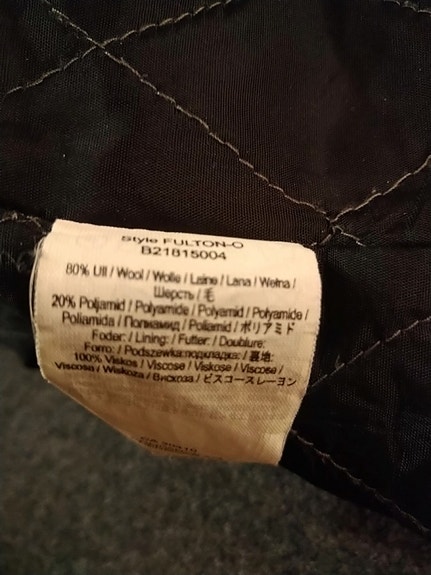 Style FULTON-O
B21815004
80% Ull / Wool / Wolle / Laine / Lana / Wełna /
Шерсть / 毛
20% Poljamid / Polyamide / Polyamid / Polyamide /
Poliamida / Полиамид / Poliamid / ポリアミド
Foder: / Lining: / Futter: / Doublure:
Forro: / Podszewka:подкладка: / 裏地:
100% Viskos / Viscose / Viskose / Viscose /
Viscose / Wiskoza / Вискоза / ビスコースレーヨン